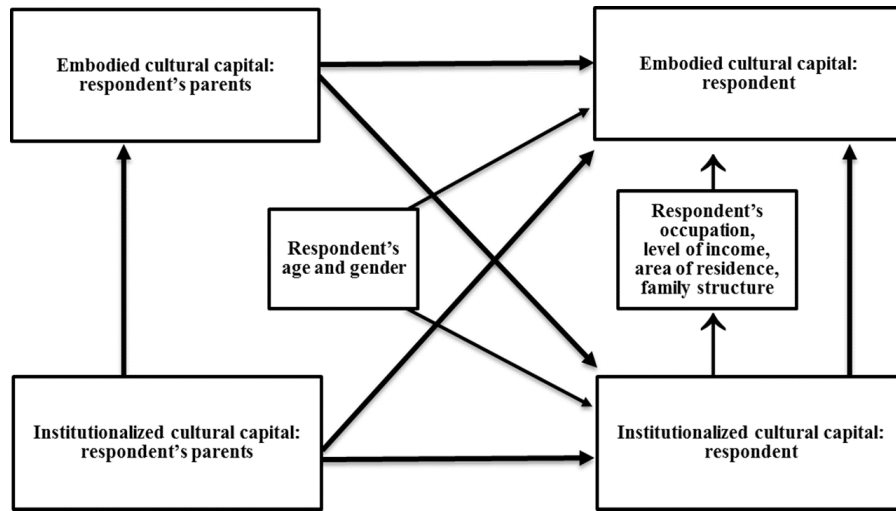 Embodied cultural capital:
respondent's parents
Embodied cultural capital:
respondent
Respondent's
age and gender
Respondent's
occupation,
level of income,
area of residence,
family structure
Institutionalized cultural capital:
respondent's parents
Institutionalized cultural capital:
respondent